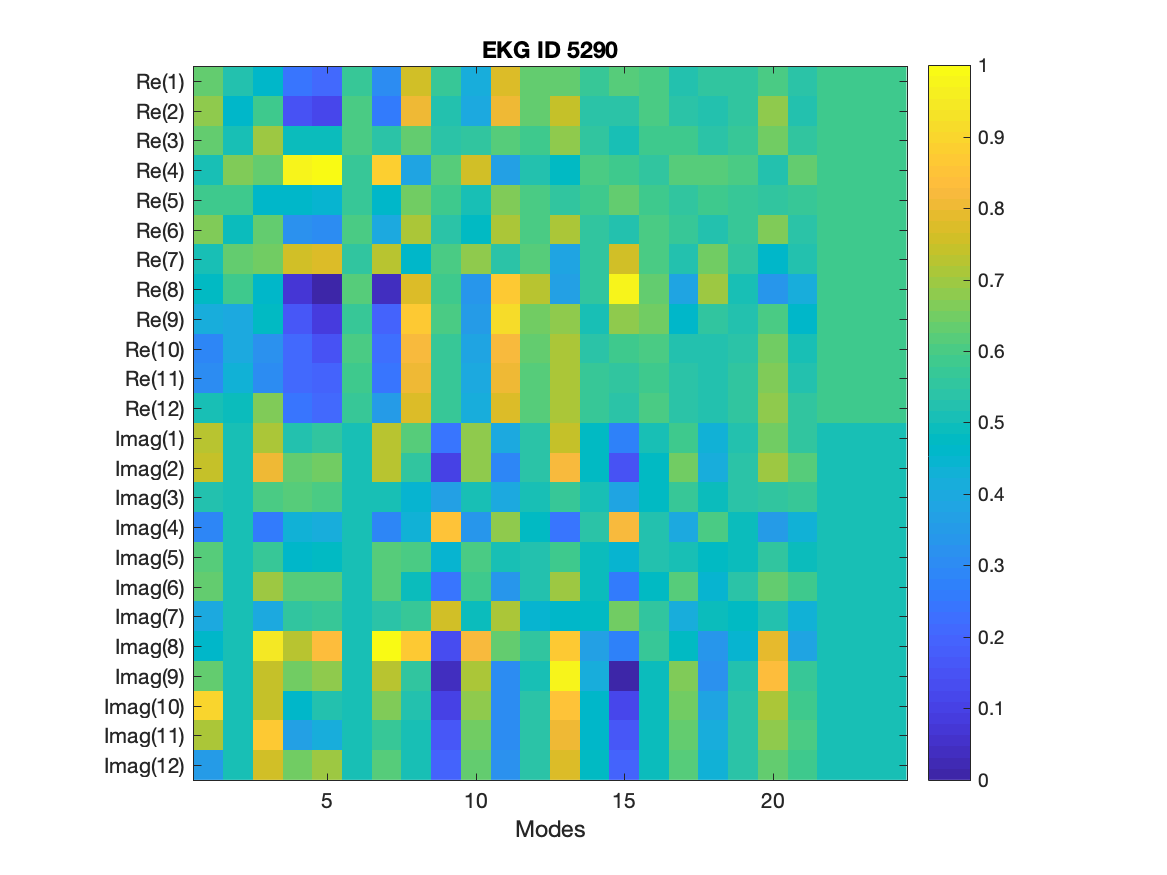 EKG ID 5290
Re(1)
Re(2)
Re(3)
Re(4)
Re(5)
Re(6)
Re(7)
Re(8)
Re(9)
Re(10)
Re(11)
Re(12)
Imag(1)
Imag(2)
Imag(3)
Imag(4)
Imag(5)
Imag(6)
Imag(7)
Imag(8)
Imag(9)
Imag(10)
Imag(11)
Imag(12)
5 10 15 20
Modes
1
0.9
0.8
0.7
0.6
0.5
0.4
0.3
0.2
0.1
0